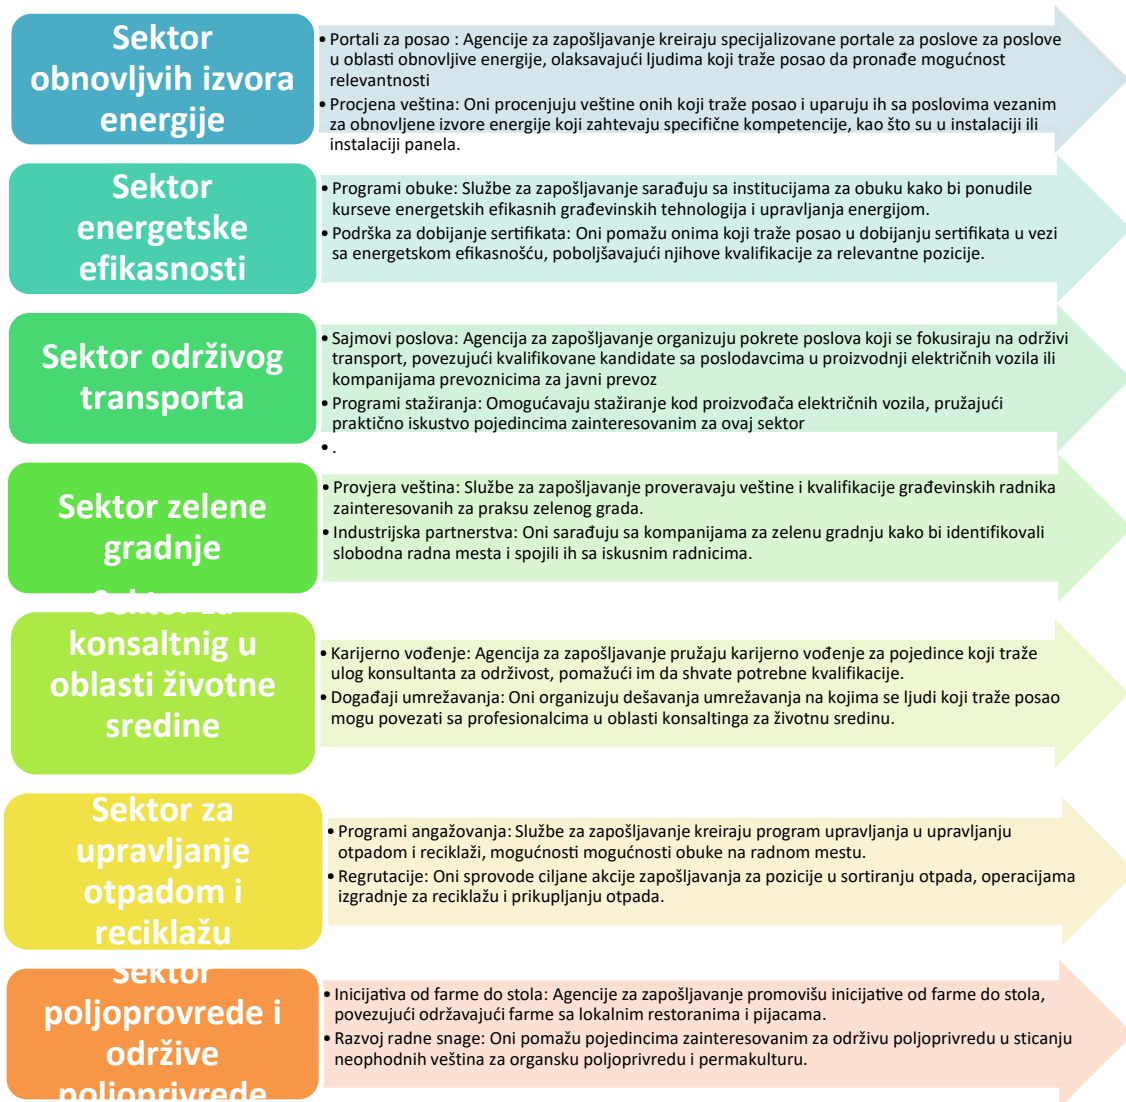 Sektor
obnovljvih izvora
energije
• Portali za posao : Agencije za zapošljavanje kreiraju specijalizovane portale za poslove za poslove
u oblasti obnovljive energije, olaksavajući ljudima koji traže posao da pronađe mogućnost
relevantnosti
• Procjena veština: Oni procenjuju veštine onih koji traže posao i uparuju ih sa poslovima vezanim
za obnovljene izvore energije koji zahtevaju specifične kompetencije, kao što su u instalaciji ili
instalaciji panela.
Sektor
energetske
efikasnosti
• Programi obuke: Službe za zapošljavanje sarađuju sa institucijama za obuku kako bi ponudile
kurseve energetskih efikasnih građevinskih tehnologija i upravljanja energijom.
• Podrška za dobijanje sertifikata: Oni pomažu onima koji traže posao u dobijanju sertifikata u vezi
sa energetskom efikasnošću, poboljšavajući njihove kvalifikacije za relevantne pozicije.
Sektor održivog
transporta
• Sajmovi poslova: Agencija za zapošljavanje organizuju pokrete poslova koji se fokusiraju na održivi
transport, povezujući kvalifikovane kandidate sa poslodavcima u proizvodnji električnih vozila ili
kompanijama prevoznicima za javni prevoz
• Programi stažiranja: Omogućavaju stažiranje kod proizvođača električnih vozila, pružajući
praktično iskustvo pojedincima zainteresovanim za ovaj sektor
• .
Sektor zelene
gradnje
• Provjera veština: Službe za zapošljavanje proveravaju veštine i kvalifikacije građevinskih radnika
zainteresovanih za praksu zelenog grada.
• Industrijska partnerstva: Oni sarađuju sa kompanijama za zelenu gradnju kako bi identifikovali
slobodna radna mesta i spojili ih sa iskusnim radnicima.
Sektor za
konsaltnig u
oblasti životne
sredine
• Karijerno vođenje: Agencija za zapošljavanje pružaju karijerno vođenje za pojedince koji traže
ulog konsultanta za održivost, pomažući im da shvate potrebne kvalifikacije.
• Događaji umrežavanja: Oni organizuju dešavanja umrežavanja na kojima se ljudi koji traže posao
mogu povezati sa profesionalcima u oblasti konsaltinga za životnu sredinu.
Sektor za
upravljanje
otpadom i
reciklažu
• Programi angažovanja: Službe za zapošljavanje kreiraju program upravljanja u upravljanju
otpadom i reciklaži, mogućnosti mogućnosti obuke na radnom mestu.
• Regrutacije: Oni sprovode ciljane akcije zapošljavanja za pozicije u sortiranju otpada, operacijama
izgradnje za reciklažu i prikupljanju otpada.
Sektor
poljoprovrede i
održive
poljoprivrede
• Inicijativa od farme do stola: Agencije za zapošljavanje promovišu inicijative od farme do stola,
povezujući održavajući farme sa lokalnim restoranima i pijacama.
• Razvoj radne snage: Oni pomažu pojedincima zainteresovanim za održivu poljoprivredu u sticanju
neophodnih veština za organsku poljoprivredu i permakulturu.